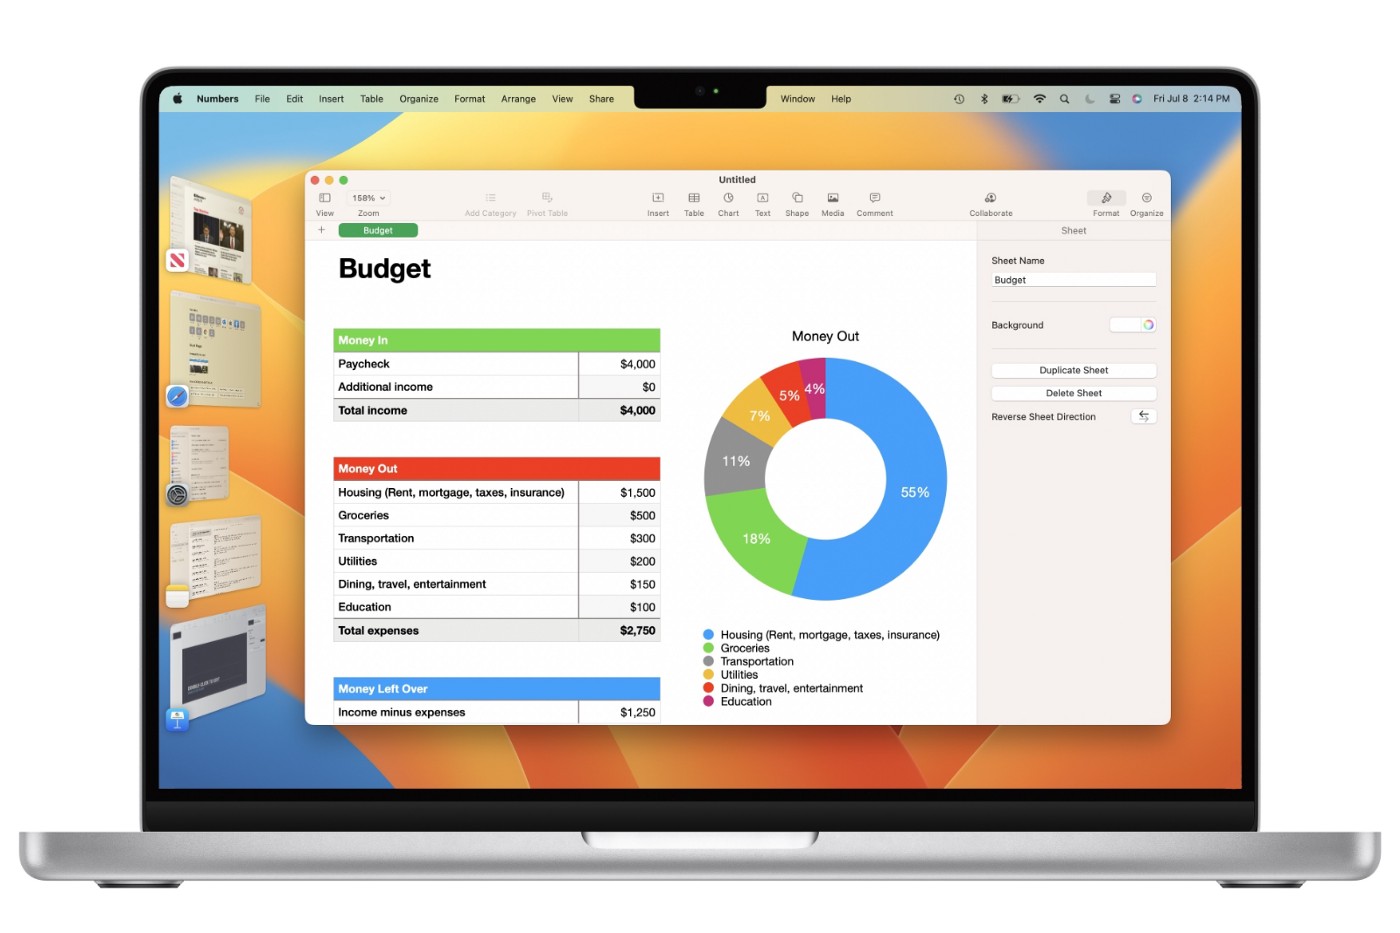 Numbers File Edit Insert Table Organize Format Arrange View Share Window Help Fri Jul 8 2:14 PM
Untitled
158%
View Zoom Add Category Pivot Table Insert Table Chart Text Shape Media Comment Collaborate Format Organize
+ Budget Sheet
Budget
Sheet Name
Budget
Background
Duplicate Sheet
Delete Sheet
Reverse Sheet Direction
Money In
Paycheck $4,000
Additional income $0
Total income $4,000
Money Out
Housing (Rent, mortgage, taxes, insurance) $1,500
Groceries $500
Transportation $300
Utilities $200
Dining, travel, entertainment $150
Education $100
Total expenses $2,750
Money Left Over
Income minus expenses $1,250
Money Out
4%
5%
7%
11%
55%
18%
Housing (Rent, mortgage, taxes, insurance)
Groceries
Transportation
Utilities
Dining, travel, entertainment
Education